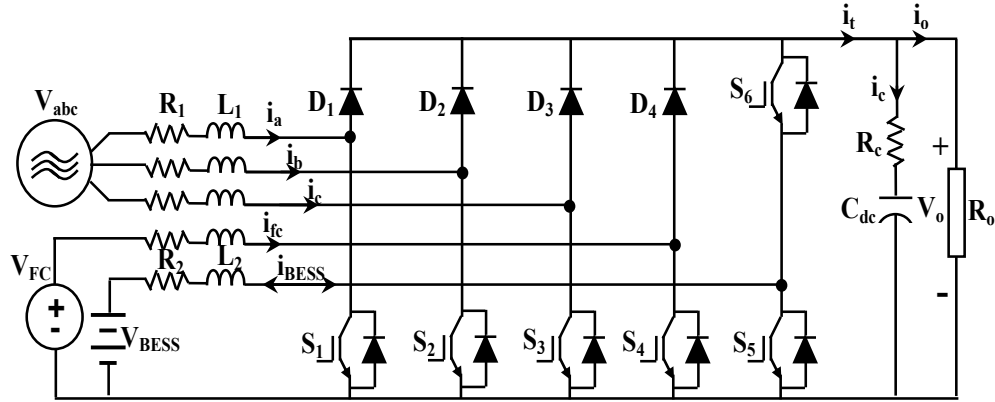 i_t i_o
V_abc R_1 L_1 i_a D_1 D_2 D_3 D_4 S_6 i_c
i_b R_c +
i_c C_dc V_o R_o
i_fc
V_FC R_2 L_2 i_BESS -
+
-
V_BESS S_1 S_2 S_3 S_4 S_5